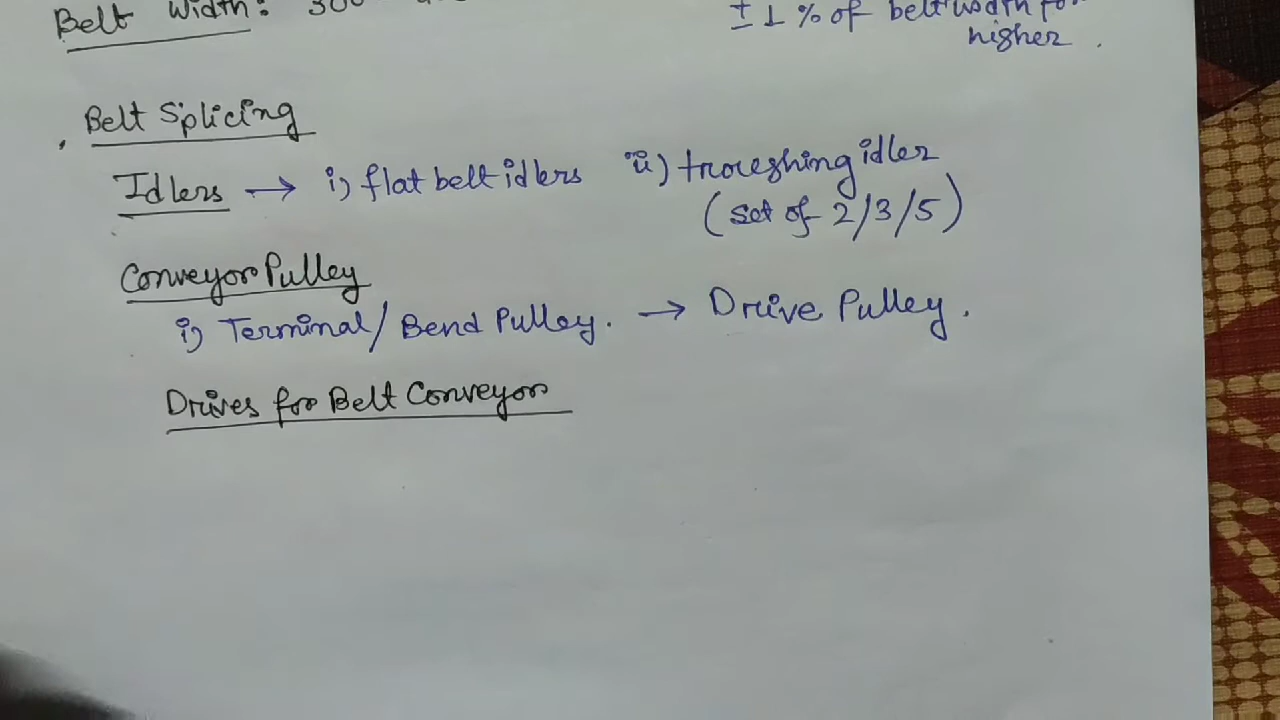 Belt Width: 300
± 1 % of belt width for
higher.
Belt Splicing
Idlers → i) flat belt idlers ii) troughing idler
(set of 2/3/5)
Conveyor Pulley
i) Terminal/Bend Pulley. → Drive Pulley.
Drives for Belt Conveyor